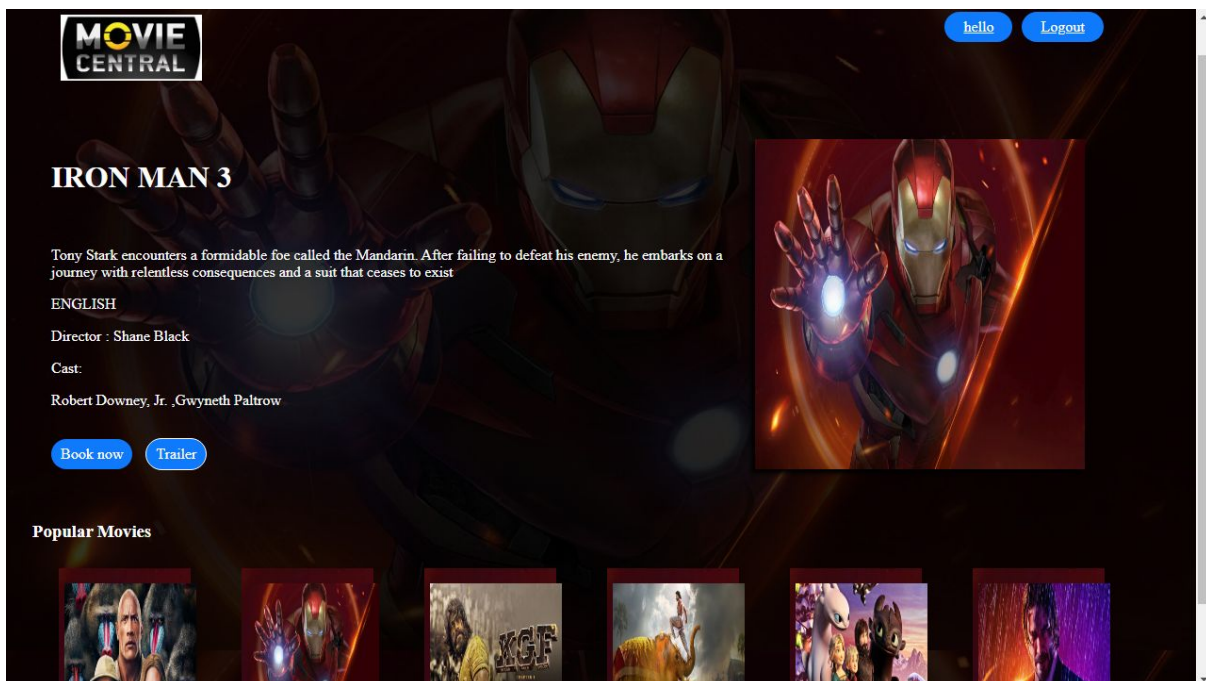 MOVIE
CENTRAL
hello
Logout
IRON MAN 3
Tony Stark encounters a formidable foe called the Mandarin. After failing to defeat his enemy, he embarks on a
journey with relentless consequences and a suit that ceases to exist
ENGLISH
Director : Shane Black
Cast:
Robert Downey, Jr. ,Gwyneth Paltrow
Book now
Trailer
Popular Movies
KGF